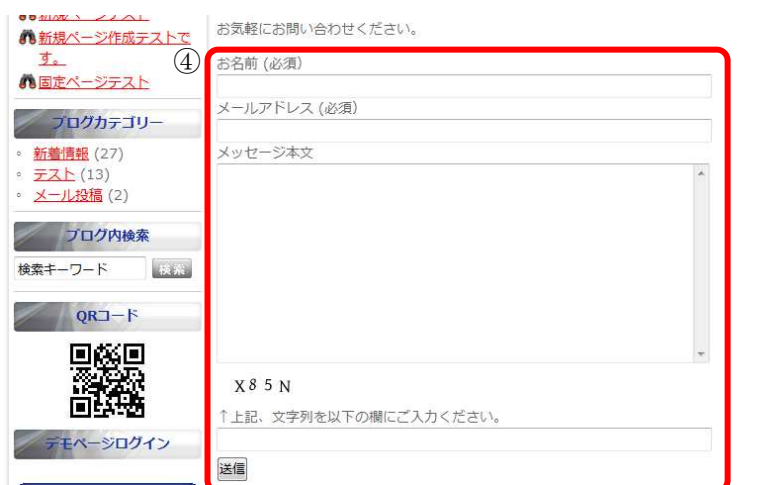 新規ページ作成テストで
す。
固定ページテスト
ブログカテゴリー
新着情報 (27)
テスト (13)
メール投稿 (2)
ブログ内検索
検索キーワード
検索
QRコード
デモページログイン
お気軽にお問い合わせください。
④
お名前 (必須)
メールアドレス (必須)
メッセージ本文
X 8 5 N
↑上記、文字列を以下の欄にご入力ください。
送信